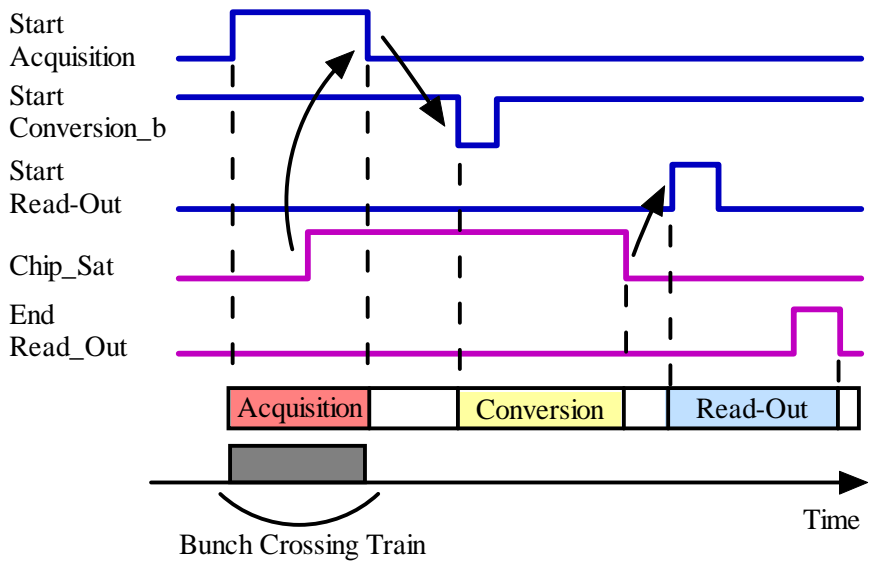 Start
Acquisition
Start
Conversion_b
Start
Read-Out
Chip_Sat
End
Read_Out
Acquisition
Conversion
Read-Out
Time
Bunch Crossing Train